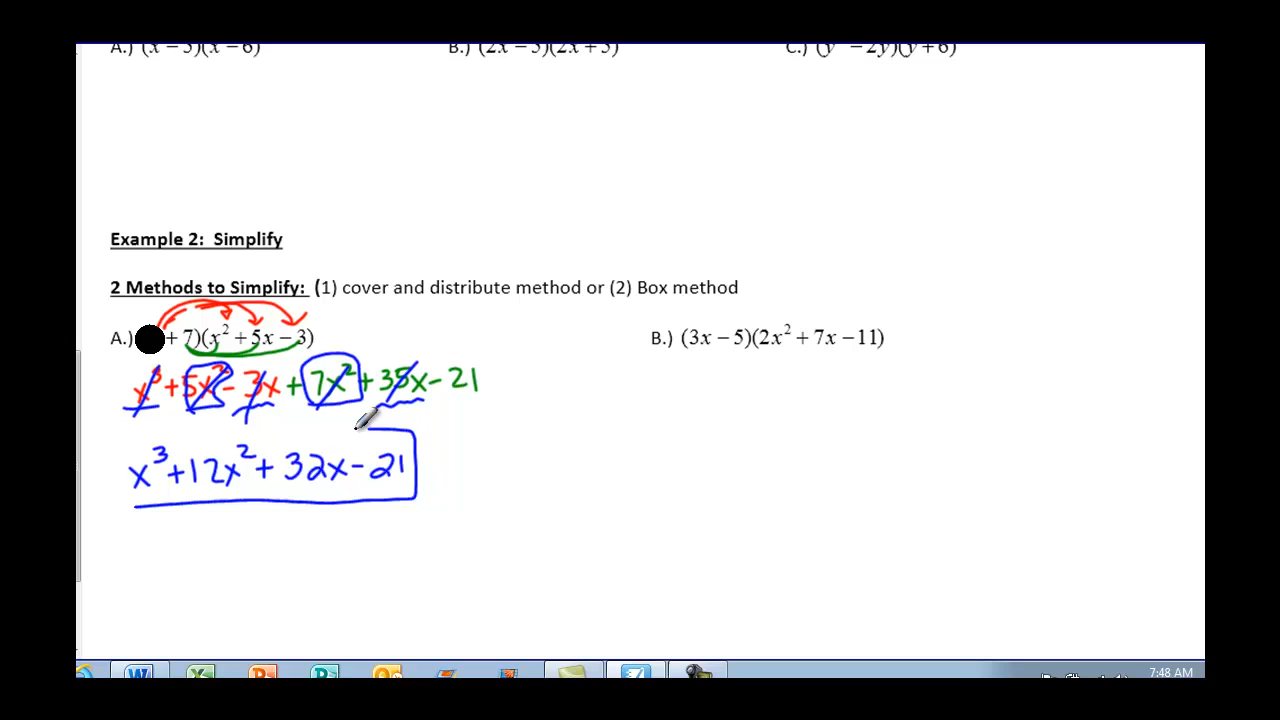 A.) (x − 5)(x − 6) B.) (2x − 5)(2x + 5) C.) (y − 2y)(y + 6)
Example 2: Simplify
2 Methods to Simplify: (1) cover and distribute method or (2) Box method
A.) + 7)(x² + 5x − 3) B.) (3x − 5)(2x² + 7x − 11)
x³ + 5x² − 3x + 7x² + 35x − 21
x³ + 12x² + 32x − 21
7:48 AM